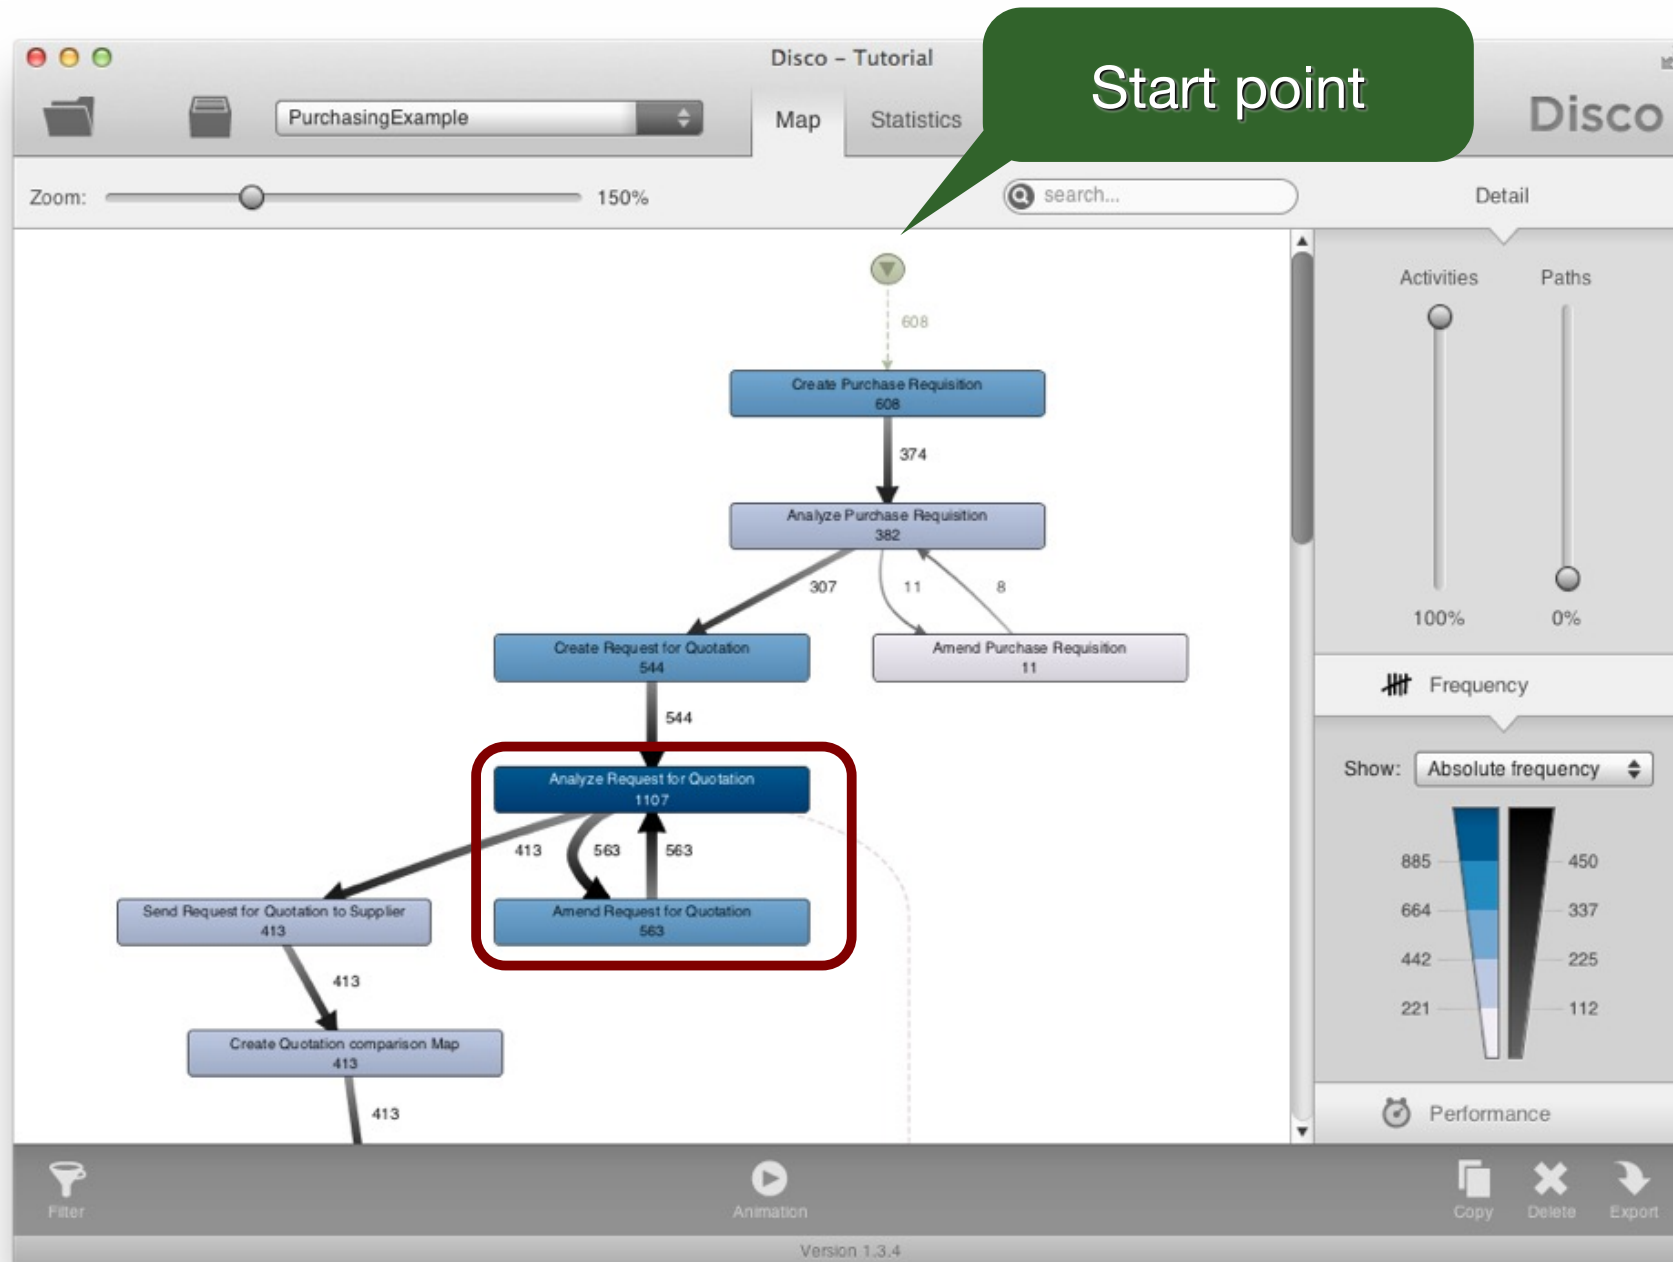 Start point
Disco – Tutorial
PurchasingExample
Map
Statistics
Disco
Zoom:
150%
search...
Detail
608
Create Purchase Requisition
608
374
Analyze Purchase Requisition
382
307
11
8
Create Request for Quotation
544
Amend Purchase Requisition
11
544
Analyze Request for Quotation
1107
413
563
563
Send Request for Quotation to Supplier
413
Amend Request for Quotation
563
413
Create Quotation comparison Map
413
413
Activities
Paths
100%
0%
Frequency
Show:
Absolute frequency
885
450
664
337
442
225
221
112
Performance
Filter
Animation
Copy
Delete
Export
Version 1.3.4